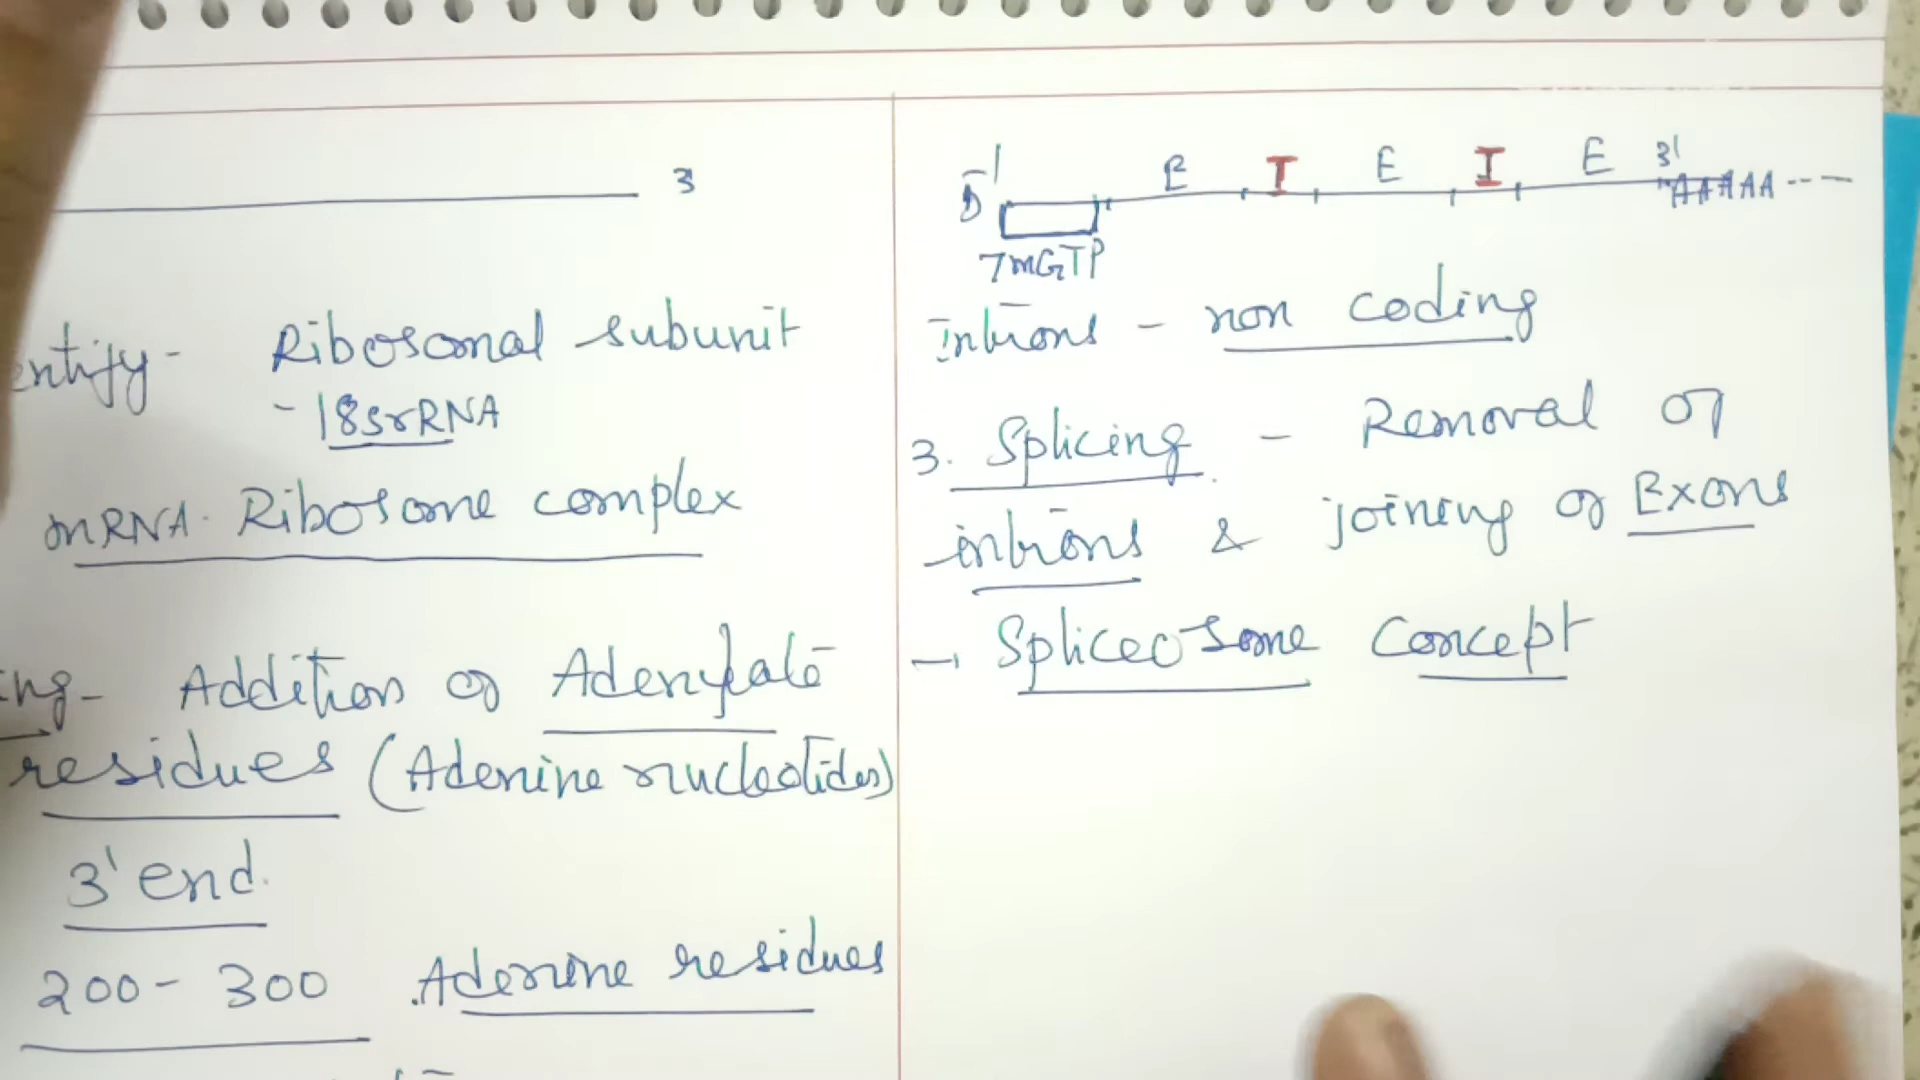 3
entify- Ribosomal subunit
- 18SrRNA
mRNA. Ribosome complex
ing- Addition of Adenylate
residues (Adenine nucleotides)
3' end.
200 - 300 Adenine residues
5' E I E I E 3'
AAAAA ---
7mGTP
introns - non coding
3. Splicing - Removal of
introns & joining of Exons
→ Spliceosome Concept